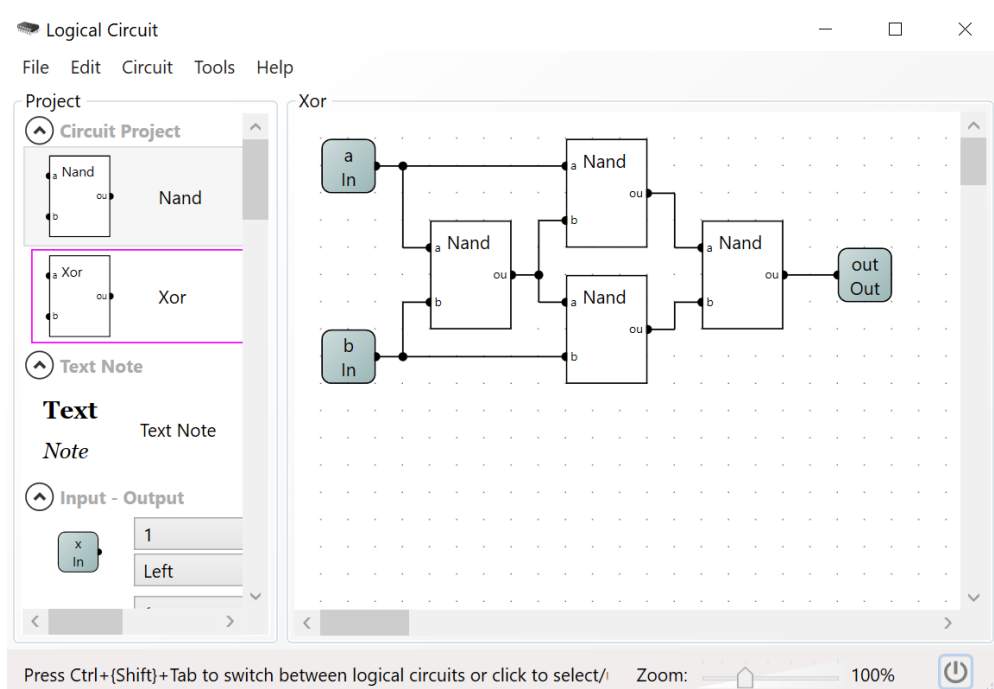 Logical Circuit
File Edit Circuit Tools Help
Project
Circuit Project
Nand
a
ou
b
Nand
Xor
a
ou
b
Xor
Text Note
Text
Note
Text Note
Input - Output
x
In
1
Left
Xor
a
In
b
In
Nand
a
b
ou
Nand
a
b
ou
Nand
a
b
ou
Nand
a
b
ou
out
Out
Press Ctrl+{Shift}+Tab to switch between logical circuits or click to select/
Zoom: 100%